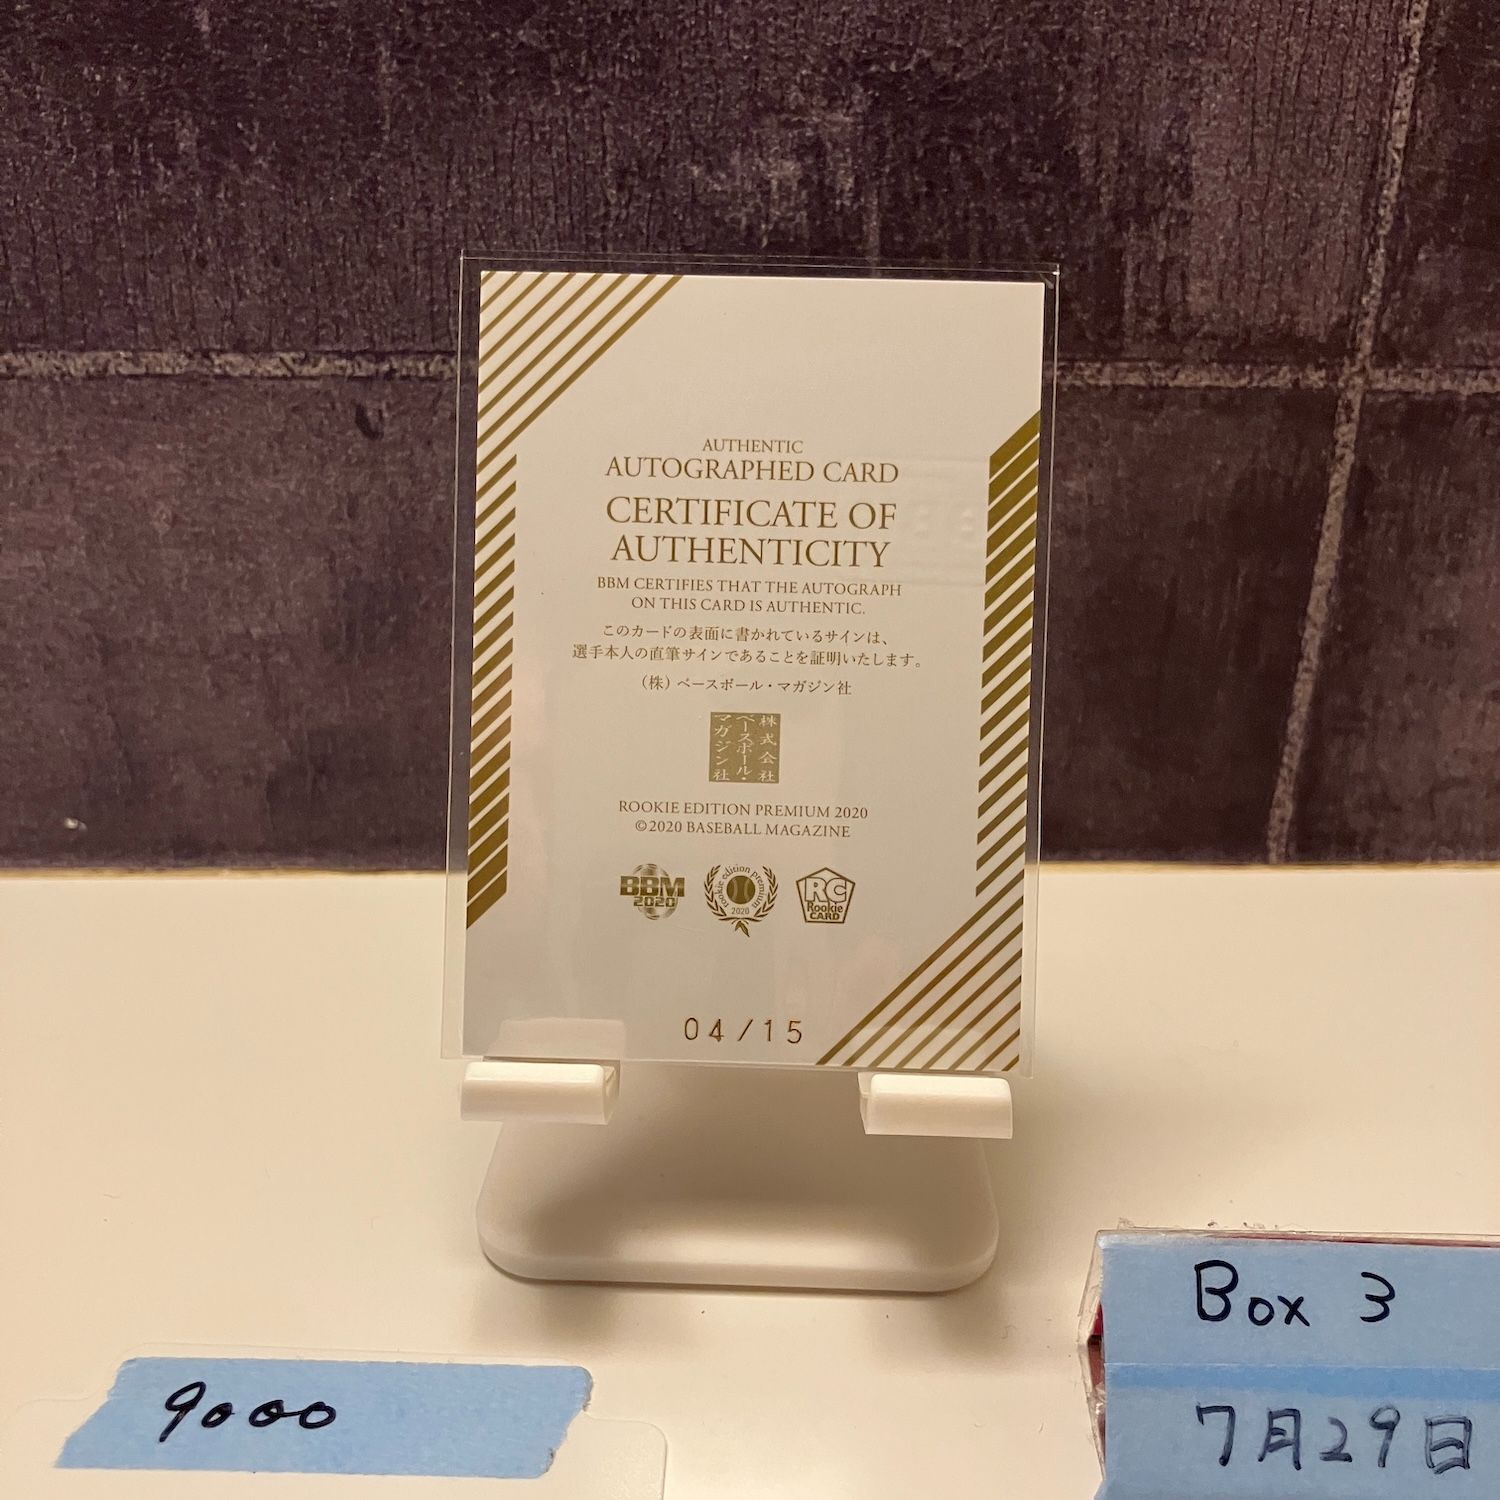 AUTHENTIC
AUTOGRAPHED CARD
CERTIFICATE OF
AUTHENTICITY
BBM CERTIFIES THAT THE AUTOGRAPH
ON THIS CARD IS AUTHENTIC.
このカードの表面に書かれているサインは、
選手本人の直筆サインであることを証明いたします。
（株）ベースボール・マガジン社
株式会社
ベースボール・
マガジン社
ROOKIE EDITION PREMIUM 2020
©2020 BASEBALL MAGAZINE
BBM
2020
rookie edition premium
2020
RC
Rookie
CARD
04/15
Box 3
7月29日
9000